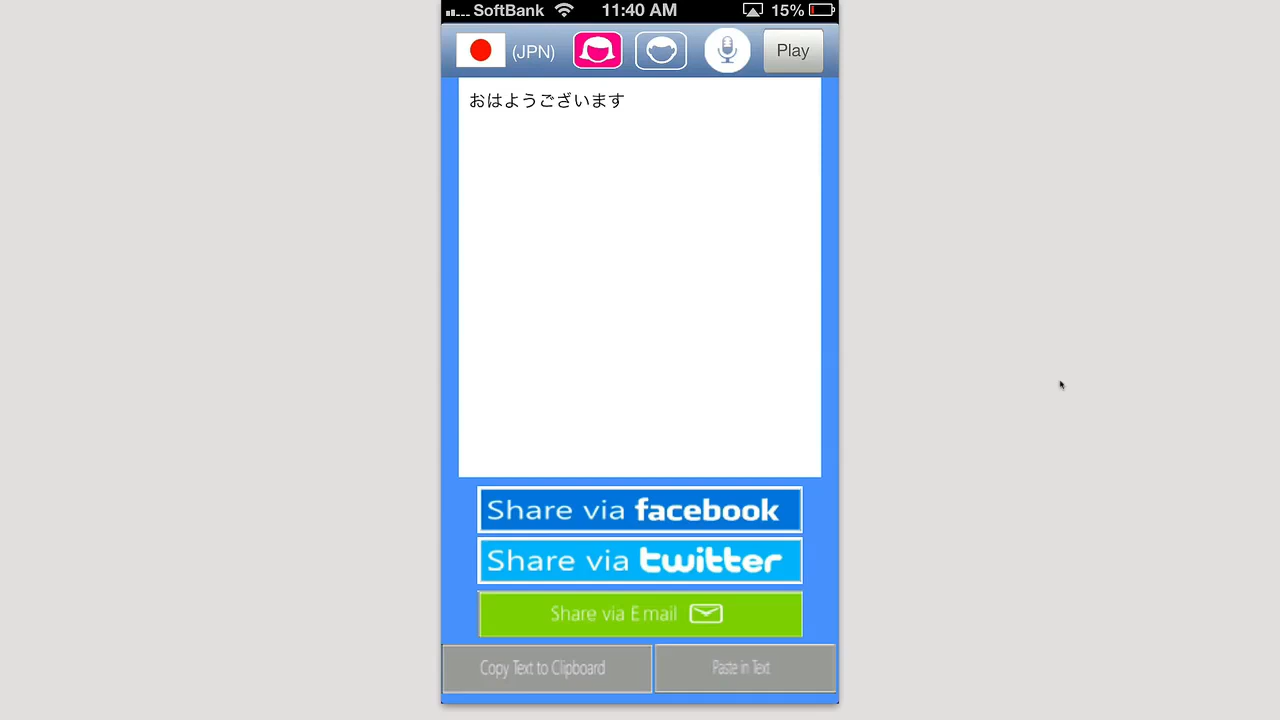 SoftBank 11:40 AM 15%
(JPN) Play
おはようございます
Share via facebook
Share via twitter
Share via Email
Copy Text to Clipboard Paste in Text